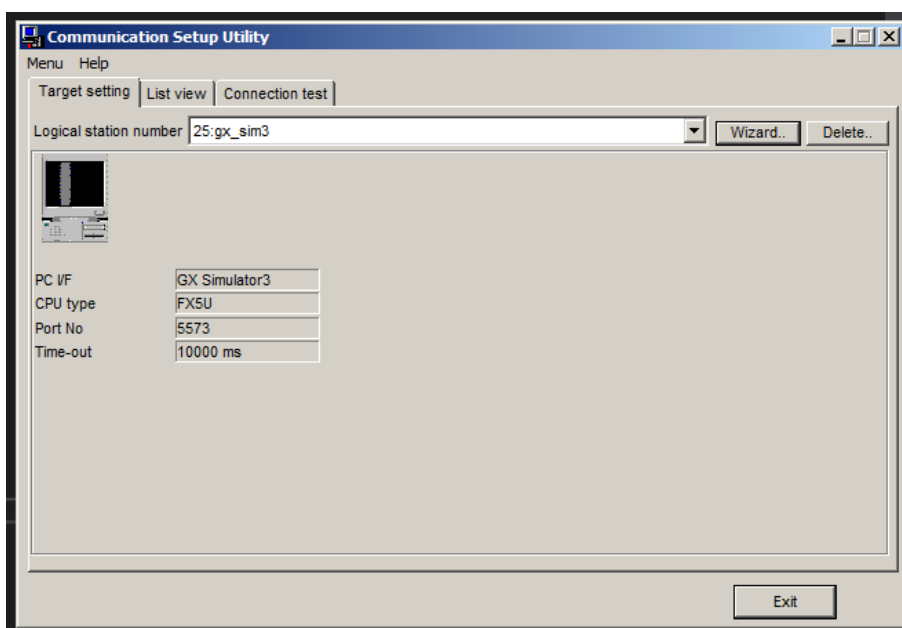 Communication Setup Utility
Menu Help
Target setting List view Connection test
Logical station number 25:gx_sim3 Wizard.. Delete..
PC I/F GX Simulator3
CPU type FX5U
Port No 5573
Time-out 10000 ms
Exit